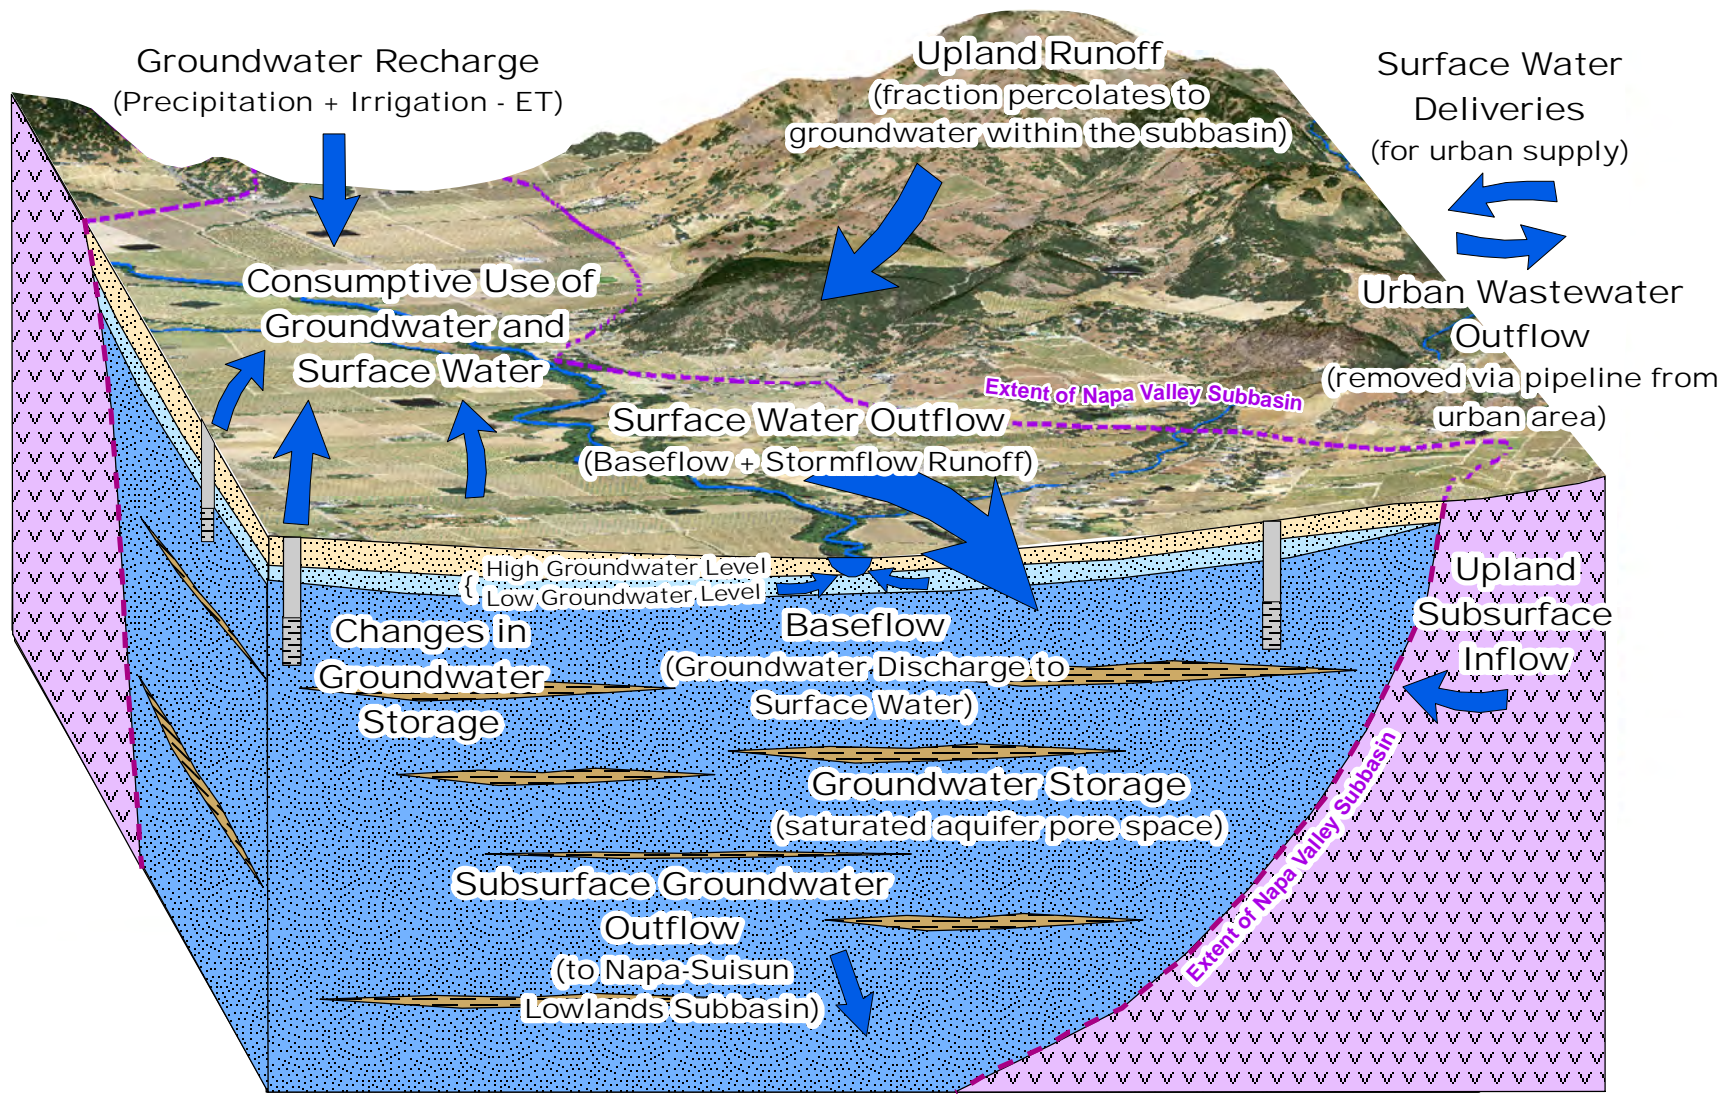 Groundwater Recharge
(Precipitation + Irrigation - ET)
Upland Runoff
(fraction percolates to
groundwater within the subbasin)
Surface Water
Deliveries
(for urban supply)
Consumptive Use of
Groundwater and
Surface Water
Urban Wastewater
Outflow
(removed via pipeline from
urban area)
Extent of Napa Valley Subbasin
Surface Water Outflow
(Baseflow + Stormflow Runoff)
{ High Groundwater Level
Low Groundwater Level
Upland
Subsurface
Inflow
Changes in
Groundwater
Storage
Baseflow
(Groundwater Discharge to
Surface Water)
Groundwater Storage
(saturated aquifer pore space)
Extent of Napa Valley Subbasin
Subsurface Groundwater
Outflow
(to Napa-Suisun
Lowlands Subbasin)